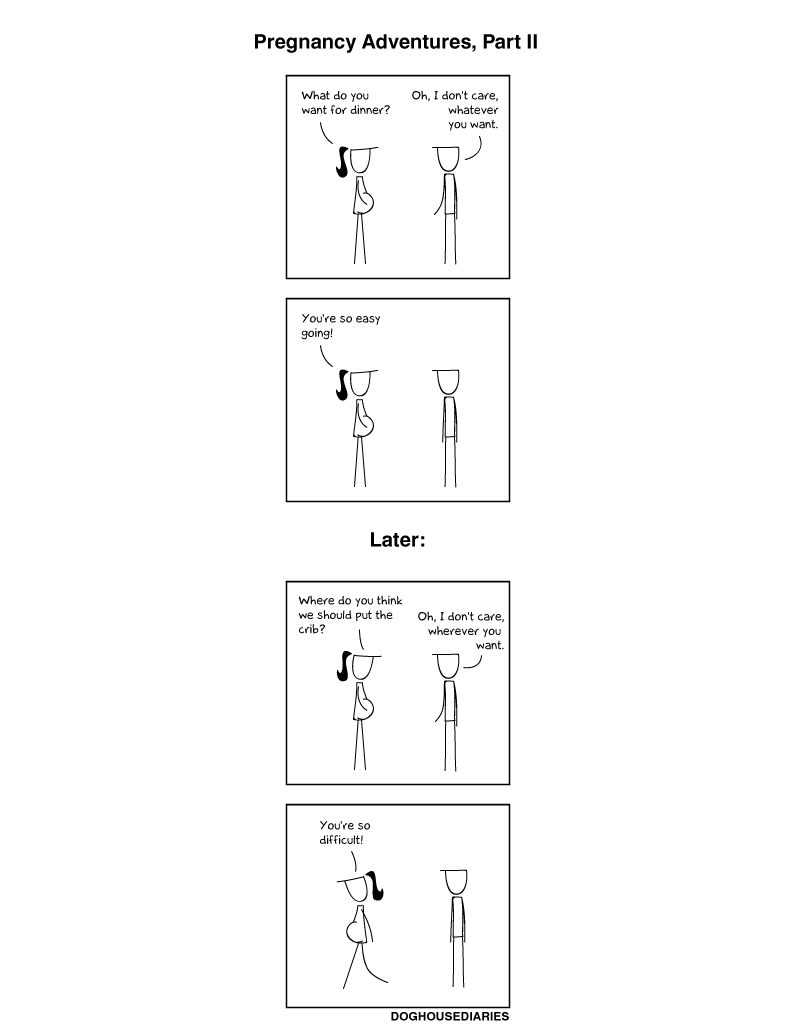 Pregnancy Adventures, Part II
What do you
want for dinner?
Oh, I don't care,
whatever
you want.
You're so easy
going!
Later:
Where do you think
we should put the
crib?
Oh, I don't care,
wherever you
want.
You're so
difficult!
DOGHOUSEDIARIES